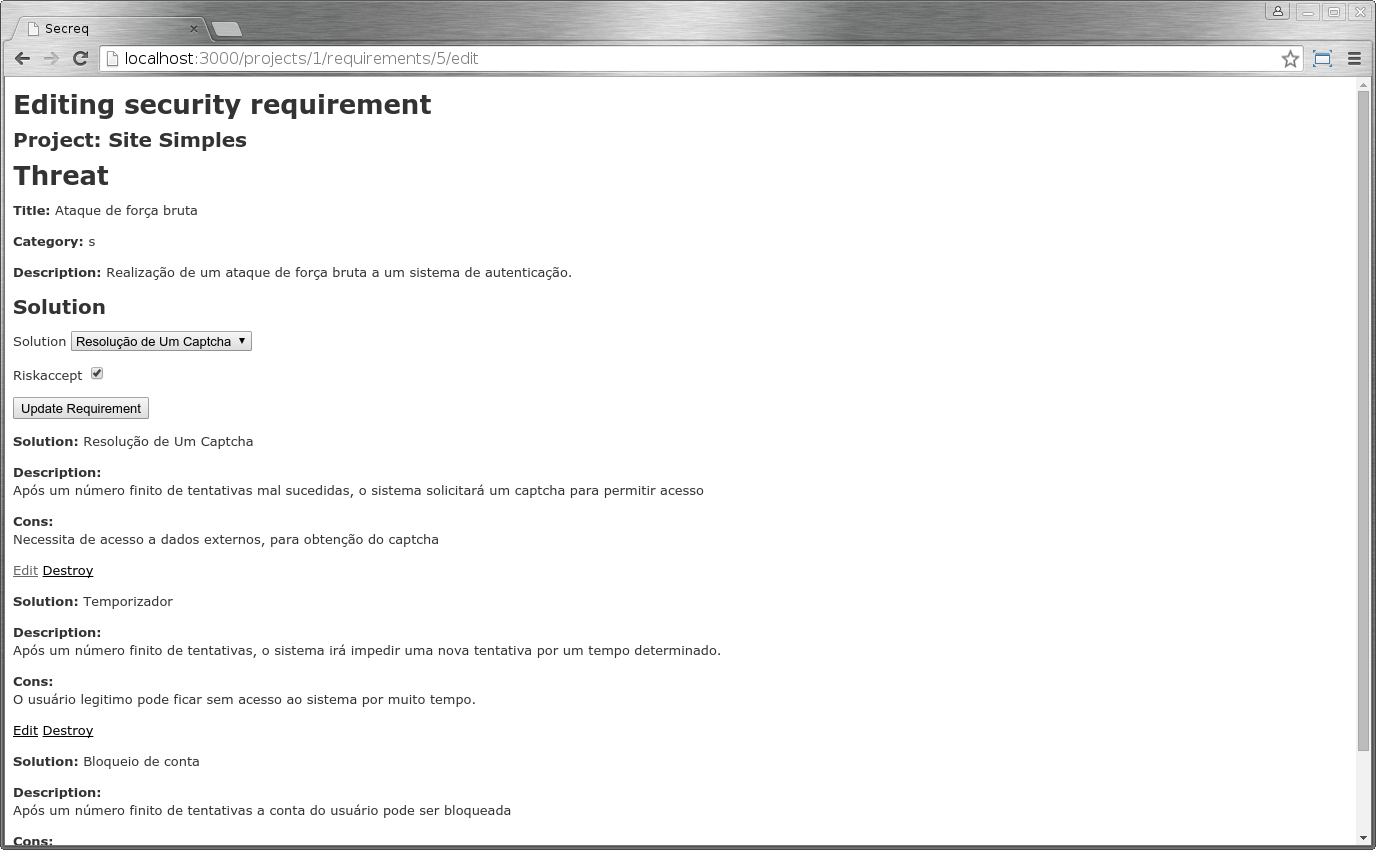 Secreq
localhost:3000/projects/1/requirements/5/edit
Editing security requirement
Project: Site Simples
Threat
Title: Ataque de força bruta
Category: s
Description: Realização de um ataque de força bruta a um sistema de autenticação.
Solution
Solution Resolução de Um Captcha
Riskaccept
Update Requirement
Solution: Resolução de Um Captcha
Description:
Após um número finito de tentativas mal sucedidas, o sistema solicitará um captcha para permitir acesso
Cons:
Necessita de acesso a dados externos, para obtenção do captcha
Edit Destroy
Solution: Temporizador
Description:
Após um número finito de tentativas, o sistema irá impedir uma nova tentativa por um tempo determinado.
Cons:
O usuário legitimo pode ficar sem acesso ao sistema por muito tempo.
Edit Destroy
Solution: Bloqueio de conta
Description:
Após um número finito de tentativas a conta do usuário pode ser bloqueada
Cons: